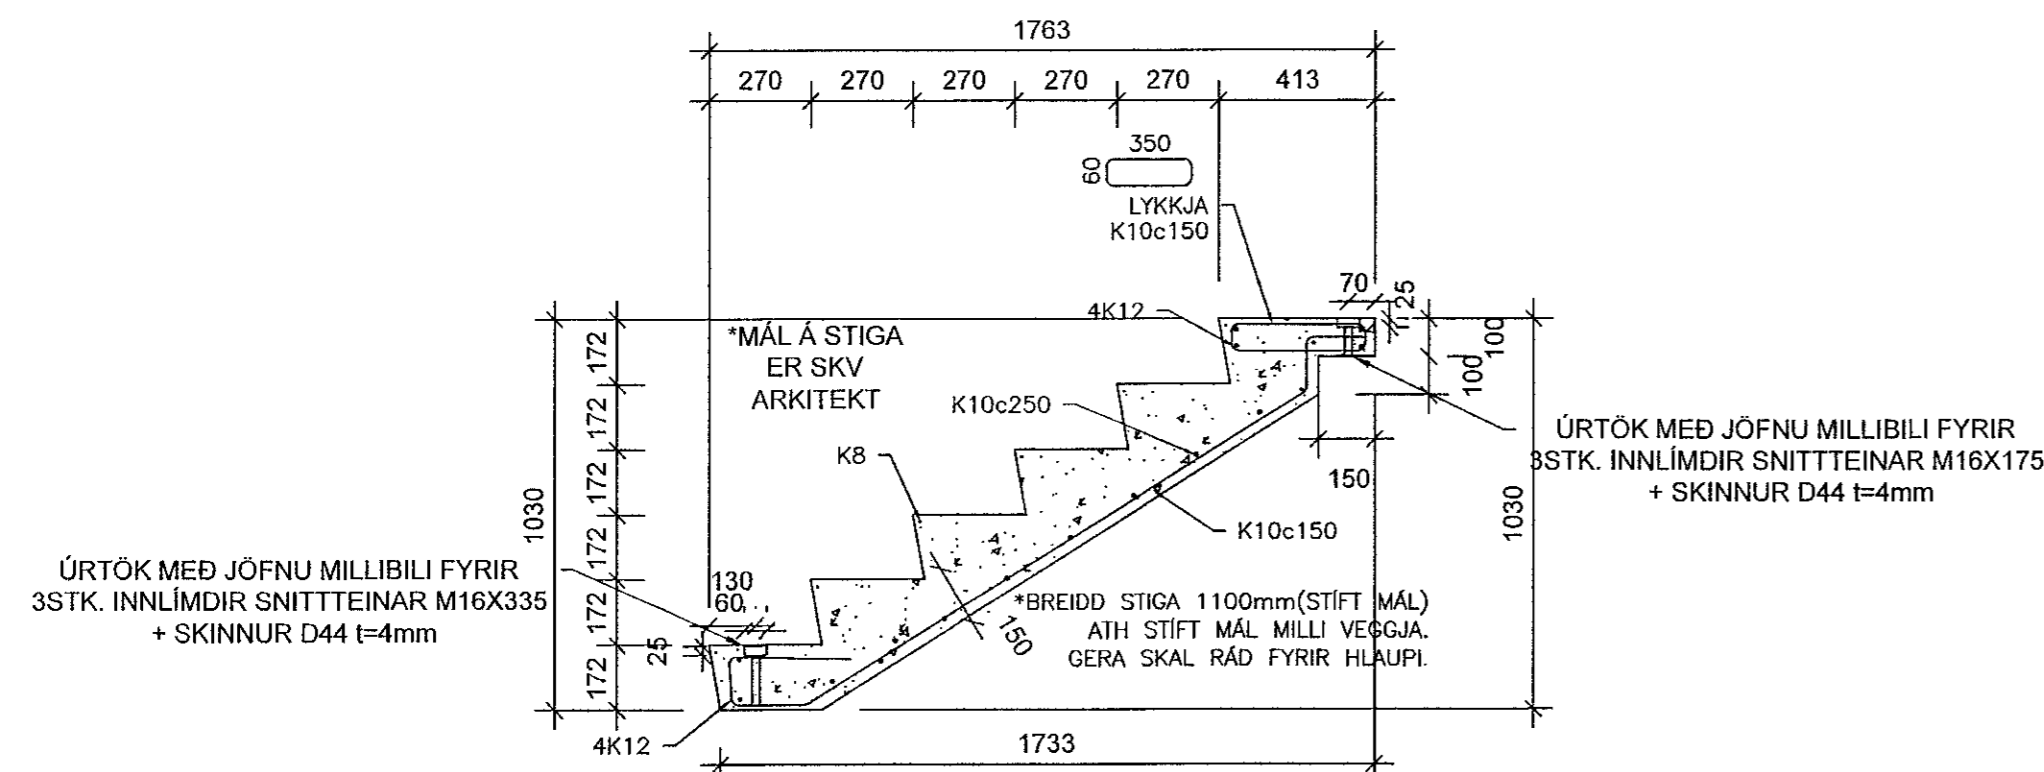 1763
270 270 270 270 270 413
350
60
LYKKJA
K10c150
70
25
4K12
100
100
*MÁL Á STIGA
ER SKV
ARKITEKT
172
172
172
172
172
172
1030
K10c250
K8
150
1030
ÚRTÖK MEÐ JÖFNU MILLIBILI FYRIR
3STK. INNLÍMDIR SNITTTEINAR M16X175
+ SKINNUR D44 t=4mm
K10c150
ÚRTÖK MEÐ JÖFNU MILLIBILI FYRIR
3STK. INNLÍMDIR SNITTTEINAR M16X335
+ SKINNUR D44 t=4mm
130
60
25
150
*BREIDD STIGA 1100mm(STÍFT MÁL)
ATH STÍFT MÁL MILLI VEGGJA.
GERA SKAL RÁÐ FYRIR HLAUPI.
4K12
1733